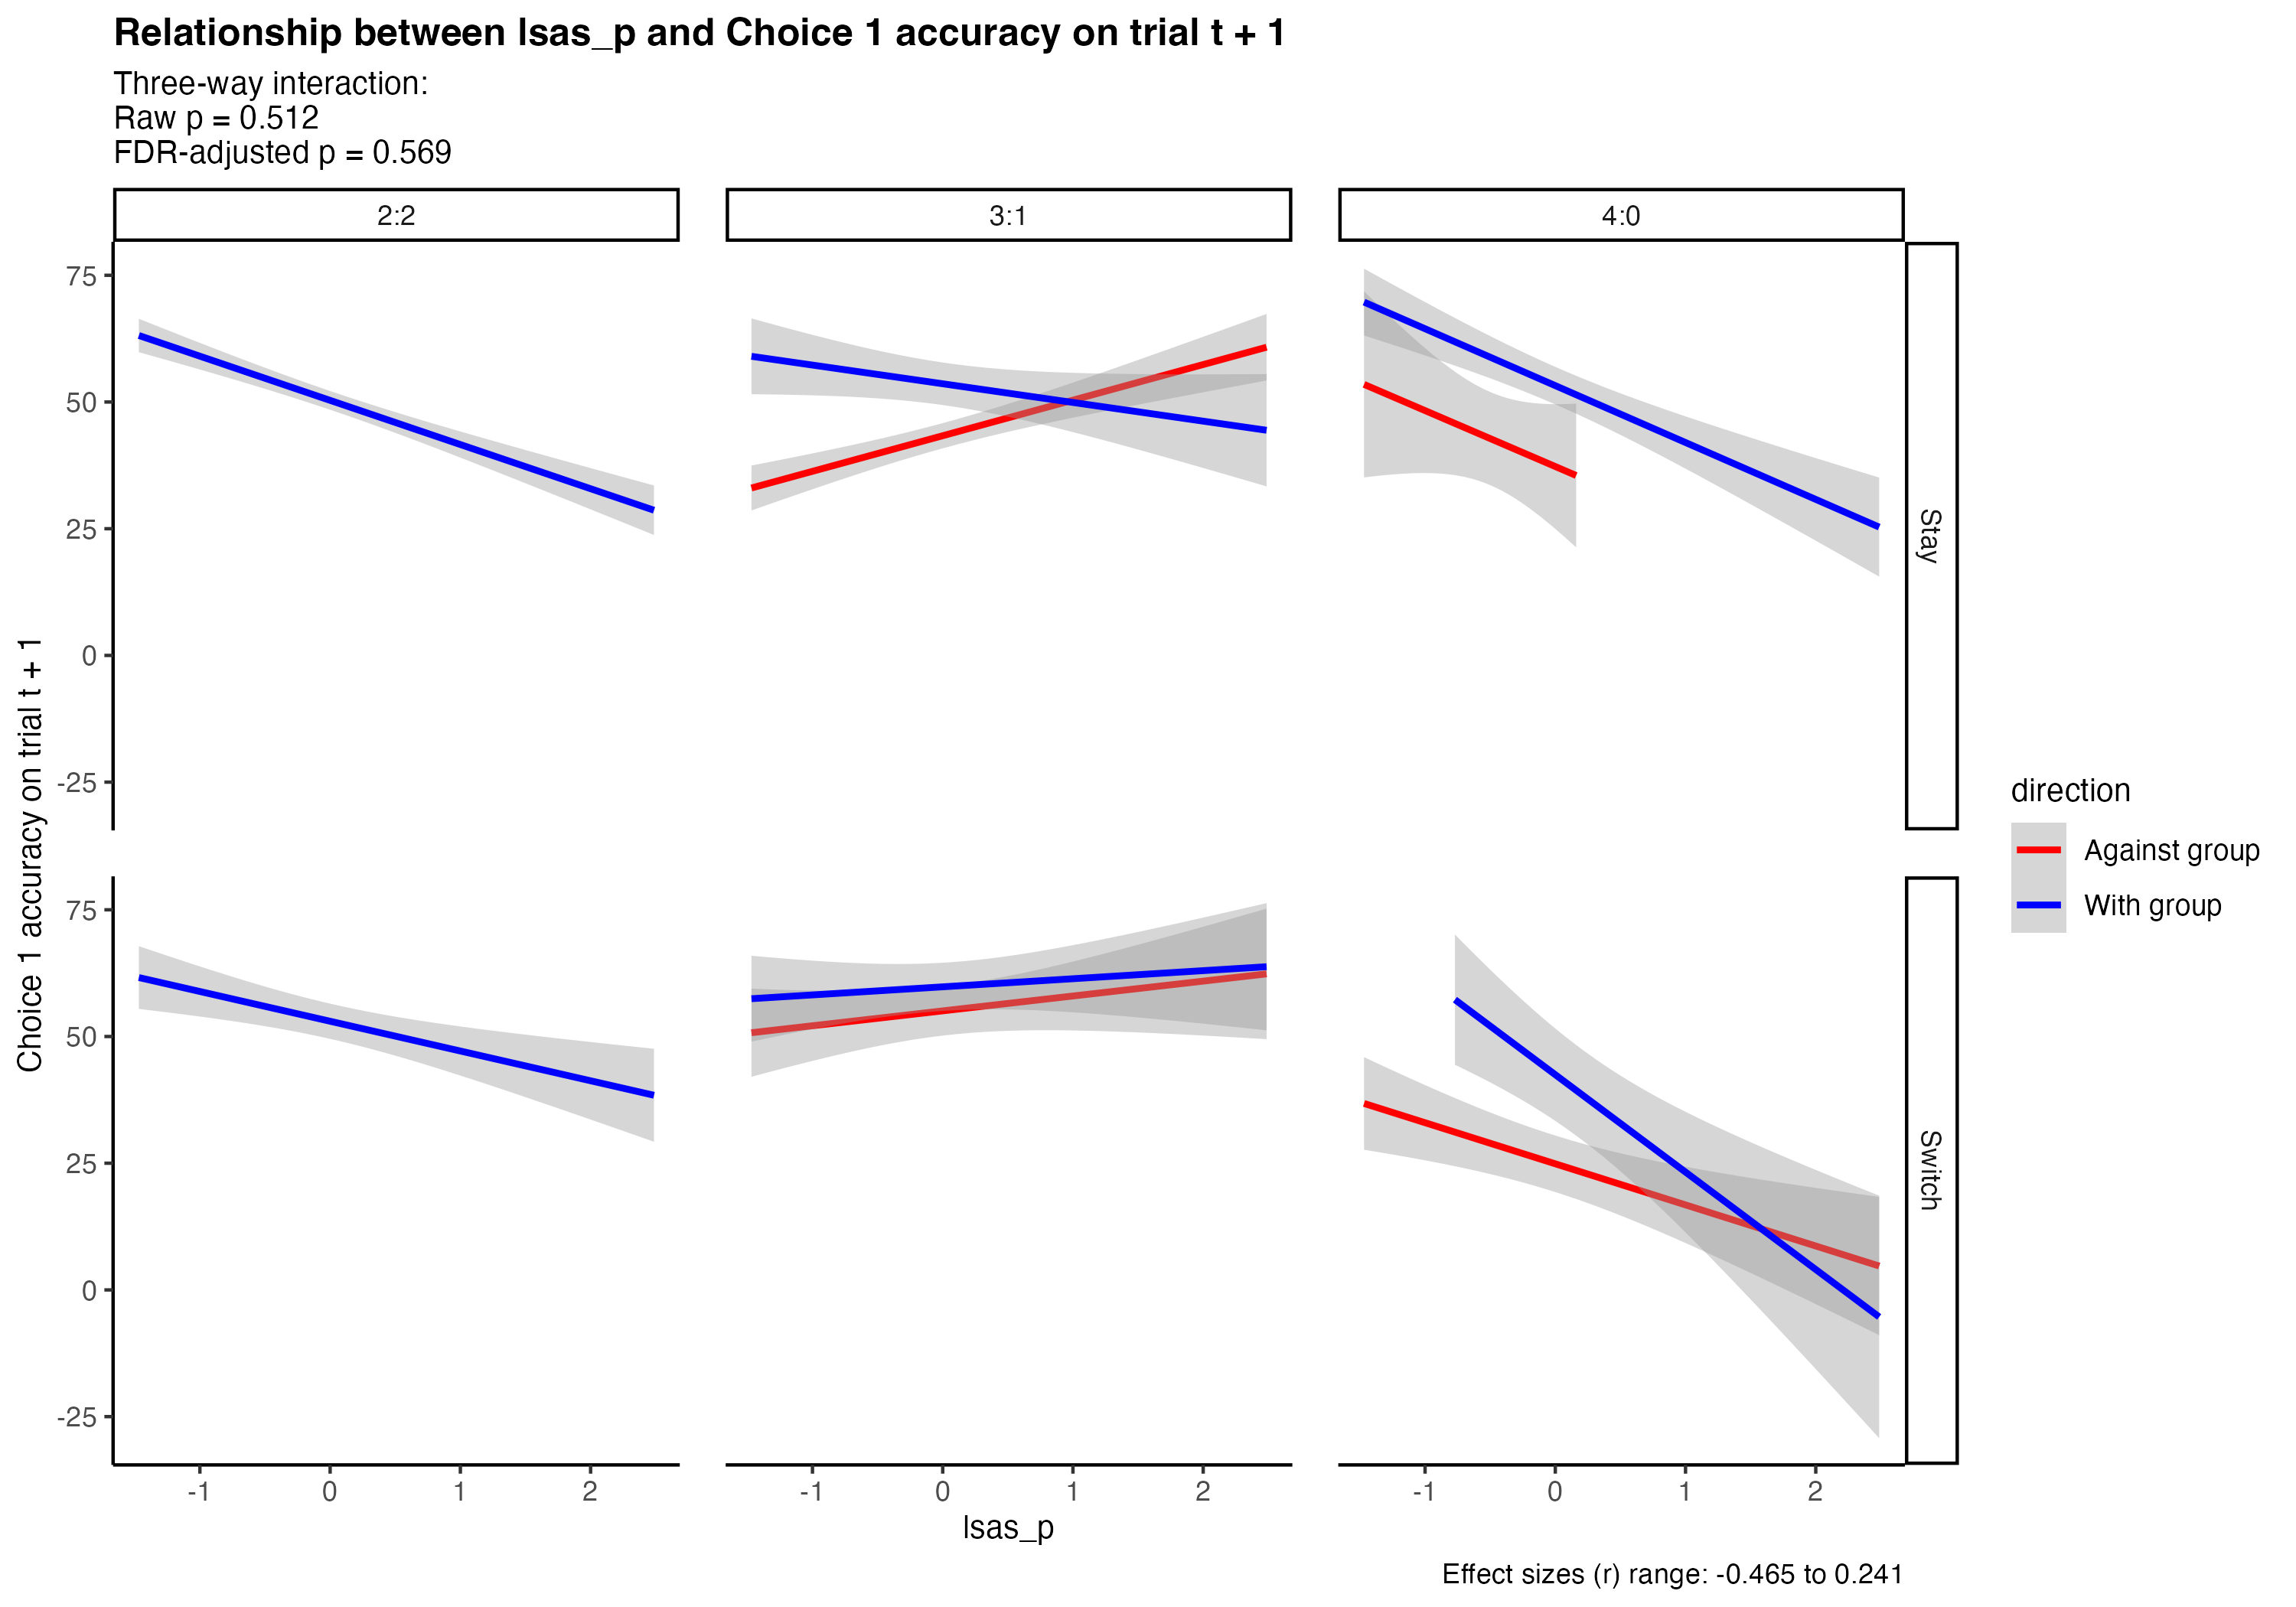 Relationship between lsas_p and Choice 1 accuracy on trial t + 1
Three-way interaction:
Raw p = 0.512
FDR-adjusted p = 0.569
2:2
3:1
4:0
75
50
25
0
-25
Stay
75
50
25
0
-25
Switch
Choice 1 accuracy on trial t + 1
-1 0 1 2
-1 0 1 2
-1 0 1 2
lsas_p
direction
Against group
With group
Effect sizes (r) range: -0.465 to 0.241